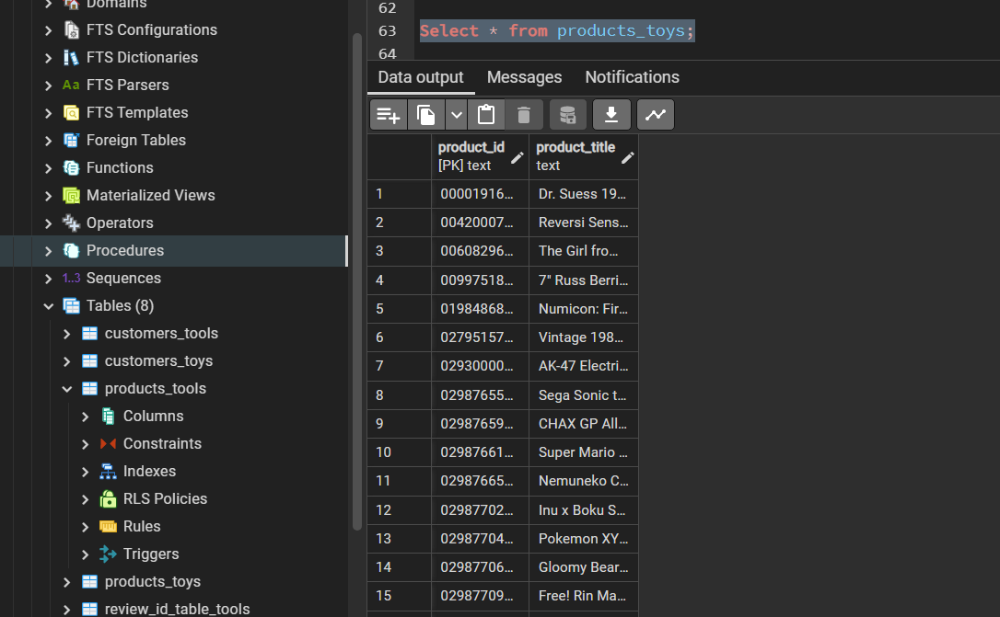 Domains
FTS Configurations
FTS Dictionaries
Aa FTS Parsers
FTS Templates
Foreign Tables
Functions
Materialized Views
Operators
Procedures
1..3 Sequences
Tables (8)
customers_tools
customers_toys
products_tools
Columns
Constraints
Indexes
RLS Policies
Rules
Triggers
products_toys
review_id_table_tools
62
63 Select * from products_toys;
64
Data output Messages Notifications
product_id product_title
[PK] text text
1 00001916... Dr. Suess 19...
2 00420007... Reversi Sens...
3 00608296... The Girl fro...
4 00997518... 7" Russ Berri...
5 01984868... Numicon: Fir...
6 02795157... Vintage 198...
7 02930000... AK-47 Electri...
8 02987655... Sega Sonic t...
9 02987659... CHAX GP All...
10 02987661... Super Mario ...
11 02987665... Nemuneko C...
12 02987702... Inu x Boku S...
13 02987704... Pokemon XY...
14 02987706... Gloomy Bear...
15 02987709... Free! Rin Ma...